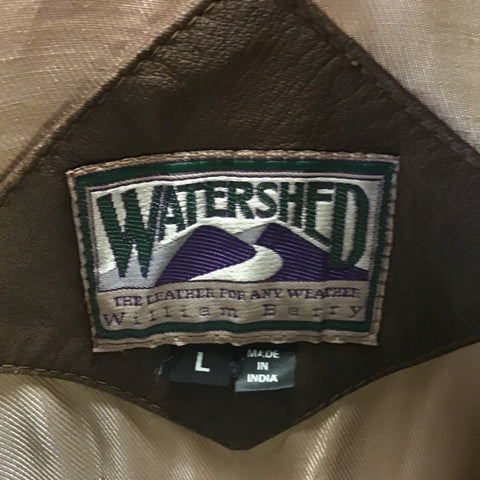 WATERSHED
THE LEATHER FOR ANY WEATHER
William Barry
L
MADE
IN
INDIA